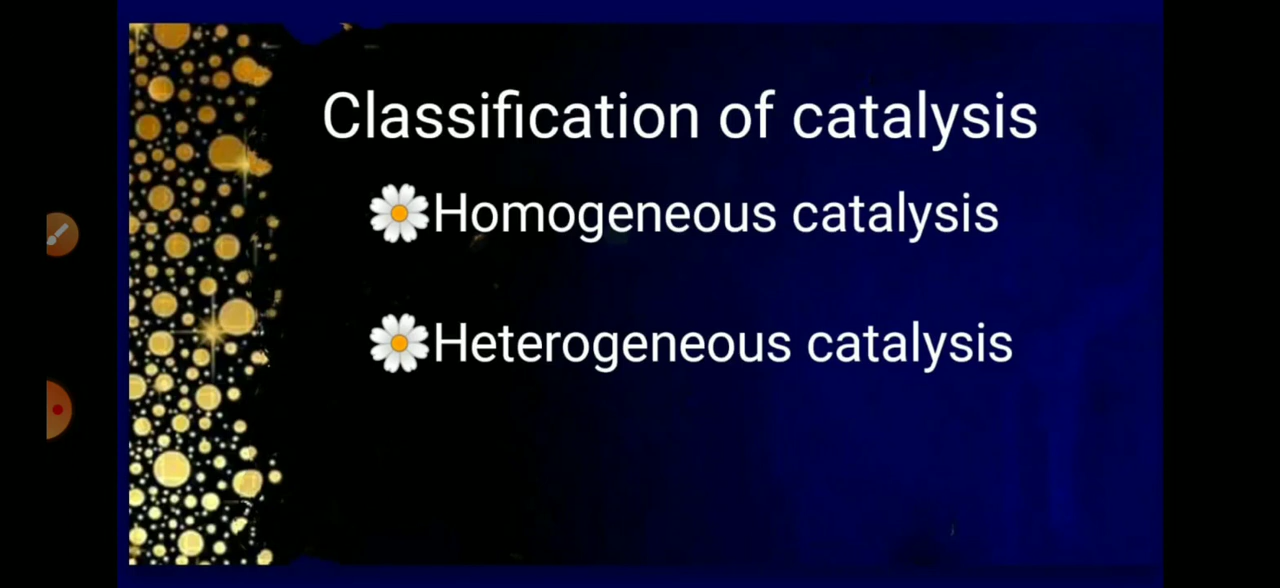 Classification of catalysis
🌼Homogeneous catalysis
🌼Heterogeneous catalysis